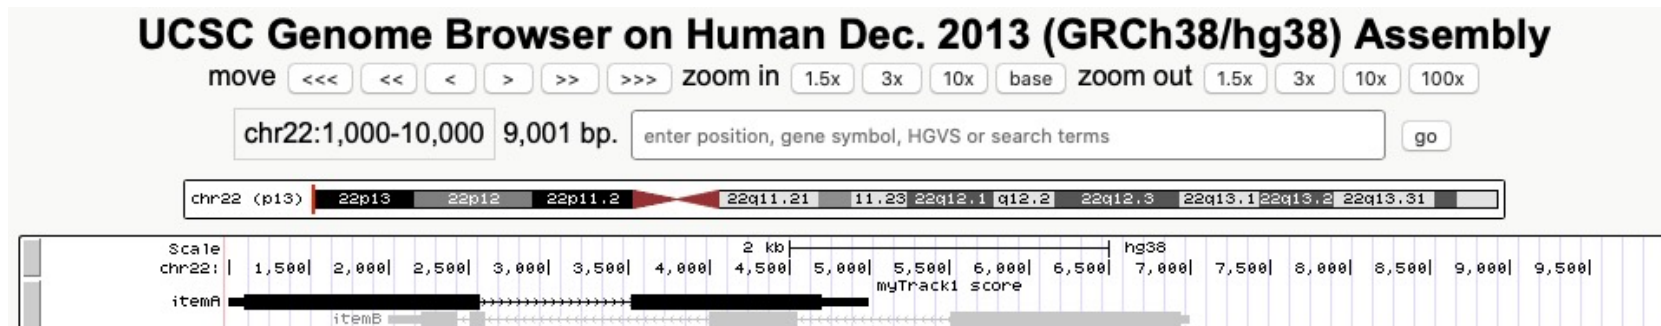 UCSC Genome Browser on Human Dec. 2013 (GRCh38/hg38) Assembly
move <<< << < > >> >>> zoom in 1.5x 3x 10x base zoom out 1.5x 3x 10x 100x
chr22:1,000-10,000 9,001 bp. enter position, gene symbol, HGVS or search terms go
chr22 (p13) 22p13 22p12 22p11.2 22q11.21 11.23 22q12.1 q12.2 22q12.3 22q13.1 22q13.2 22q13.31
Scale 2 kb hg38
chr22: 1,500 2,000 2,500 3,000 3,500 4,000 4,500 5,000 5,500 6,000 6,500 7,000 7,500 8,000 8,500 9,000 9,500
myTrack1 score
itemA
itemB